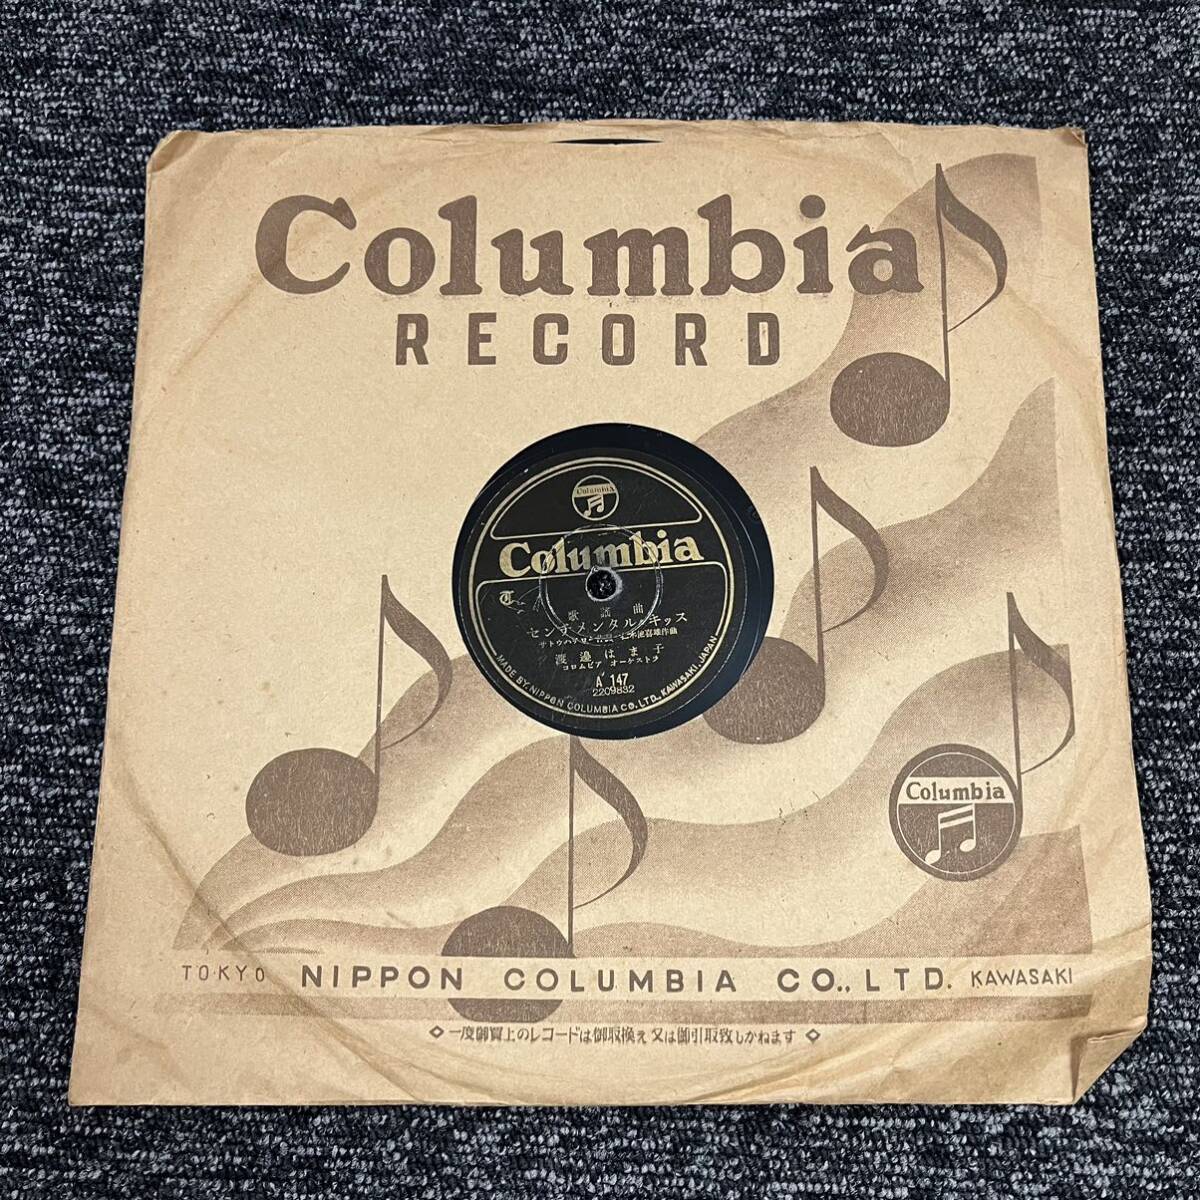 Columbia
RECORD
Columbia
Columbia
歌謡曲
センチメンタル・キッス
渡邊はま子
コロムビア オーケストラ
A 147
2209832
MADE BY NIPPON COLUMBIA CO., LTD., KAWASAKI, JAPAN
Columbia
TOKYO NIPPON COLUMBIA CO., LTD. KAWASAKI
一度御買上のレコードは御取換え又は御引取致しかねます